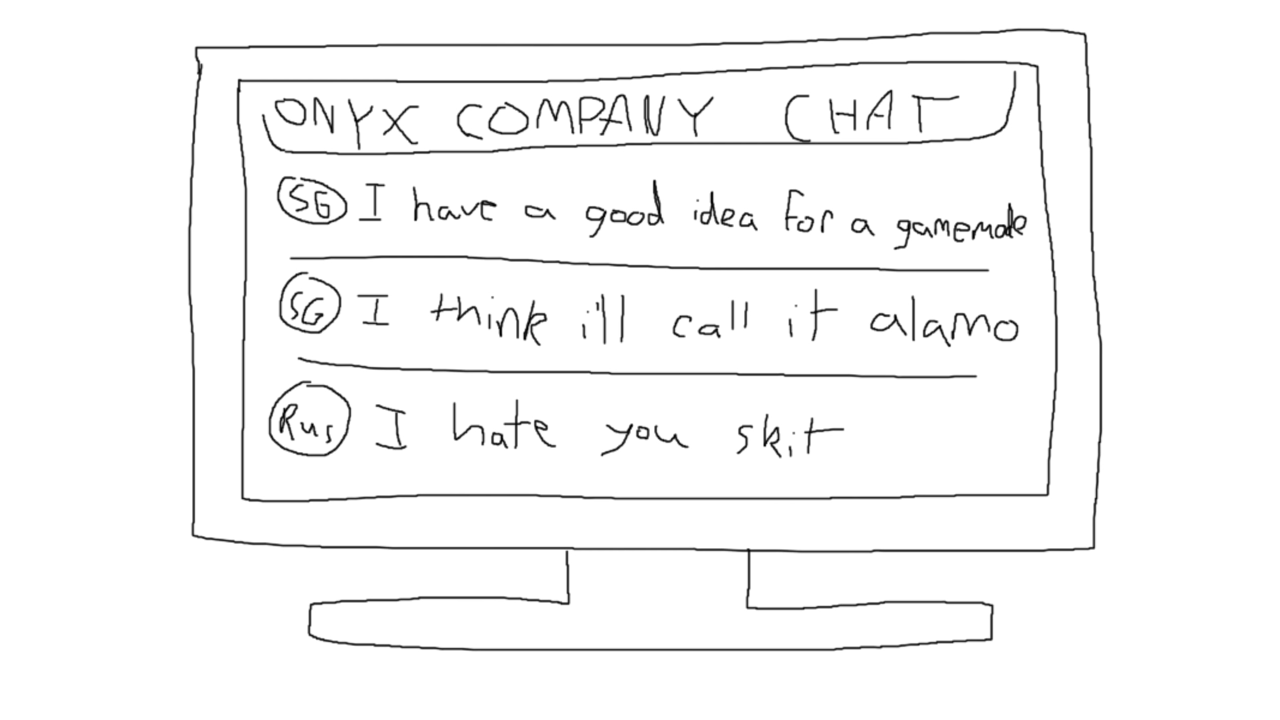 ONYX COMPANY CHAT
SG I have a good idea for a gamemode
SG I think i'll call it alamo
Rus I hate you skit